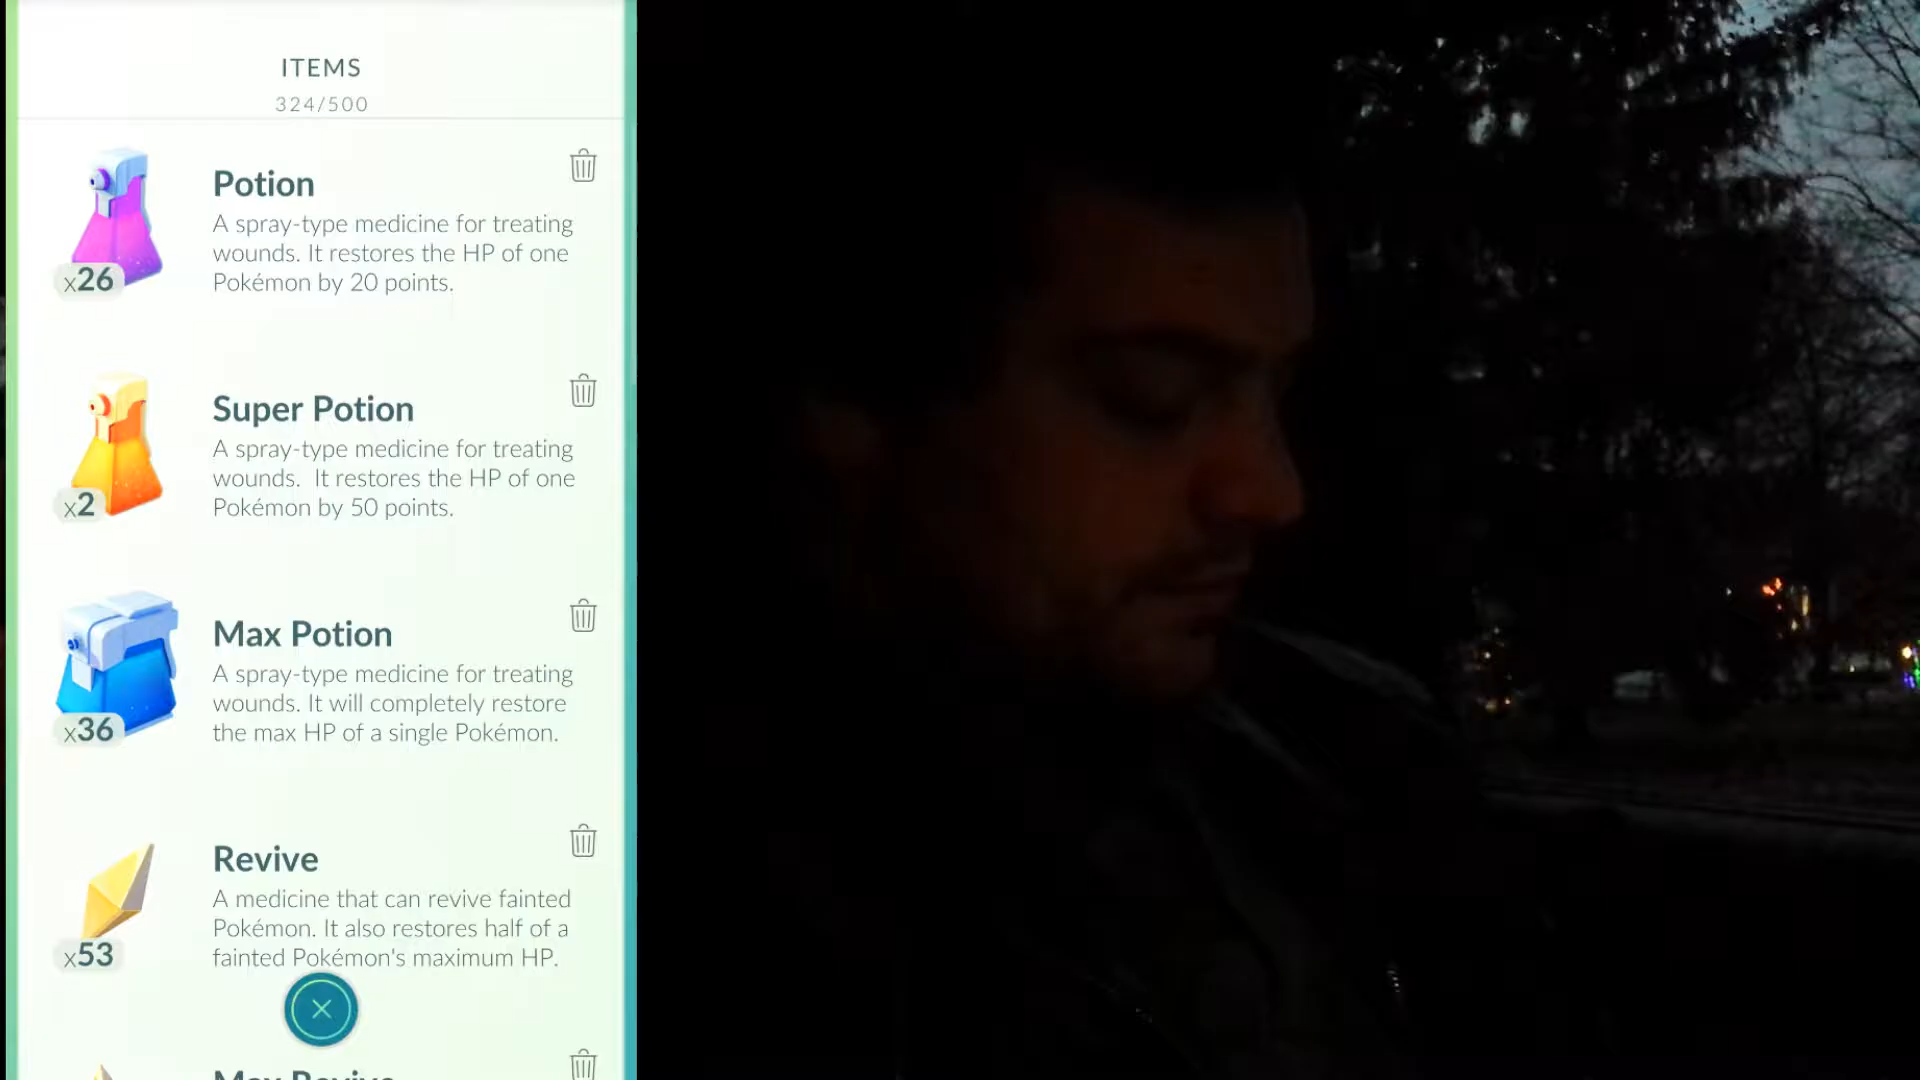 ITEMS
324/500
Potion
A spray-type medicine for treating
wounds. It restores the HP of one
Pokémon by 20 points.
x26
Super Potion
A spray-type medicine for treating
wounds. It restores the HP of one
Pokémon by 50 points.
x2
Max Potion
A spray-type medicine for treating
wounds. It will completely restore
the max HP of a single Pokémon.
x36
Revive
A medicine that can revive fainted
Pokémon. It also restores half of a
fainted Pokémon's maximum HP.
x53
Max Revive